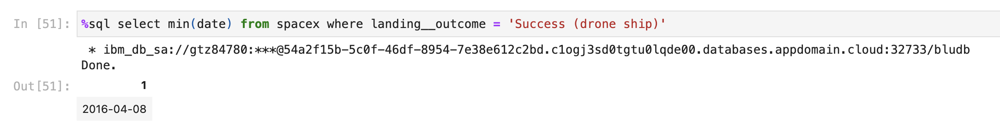 In [51]: %sql select min(date) from spacex where landing__outcome = 'Success (drone ship)'
* ibm_db_sa://gtz84780:***@54a2f15b-5c0f-46df-8954-7e38e612c2bd.c1ogj3sd0tgtu0lqde00.databases.appdomain.cloud:32733/bludb
Done.
Out[51]: 1
2016-04-08